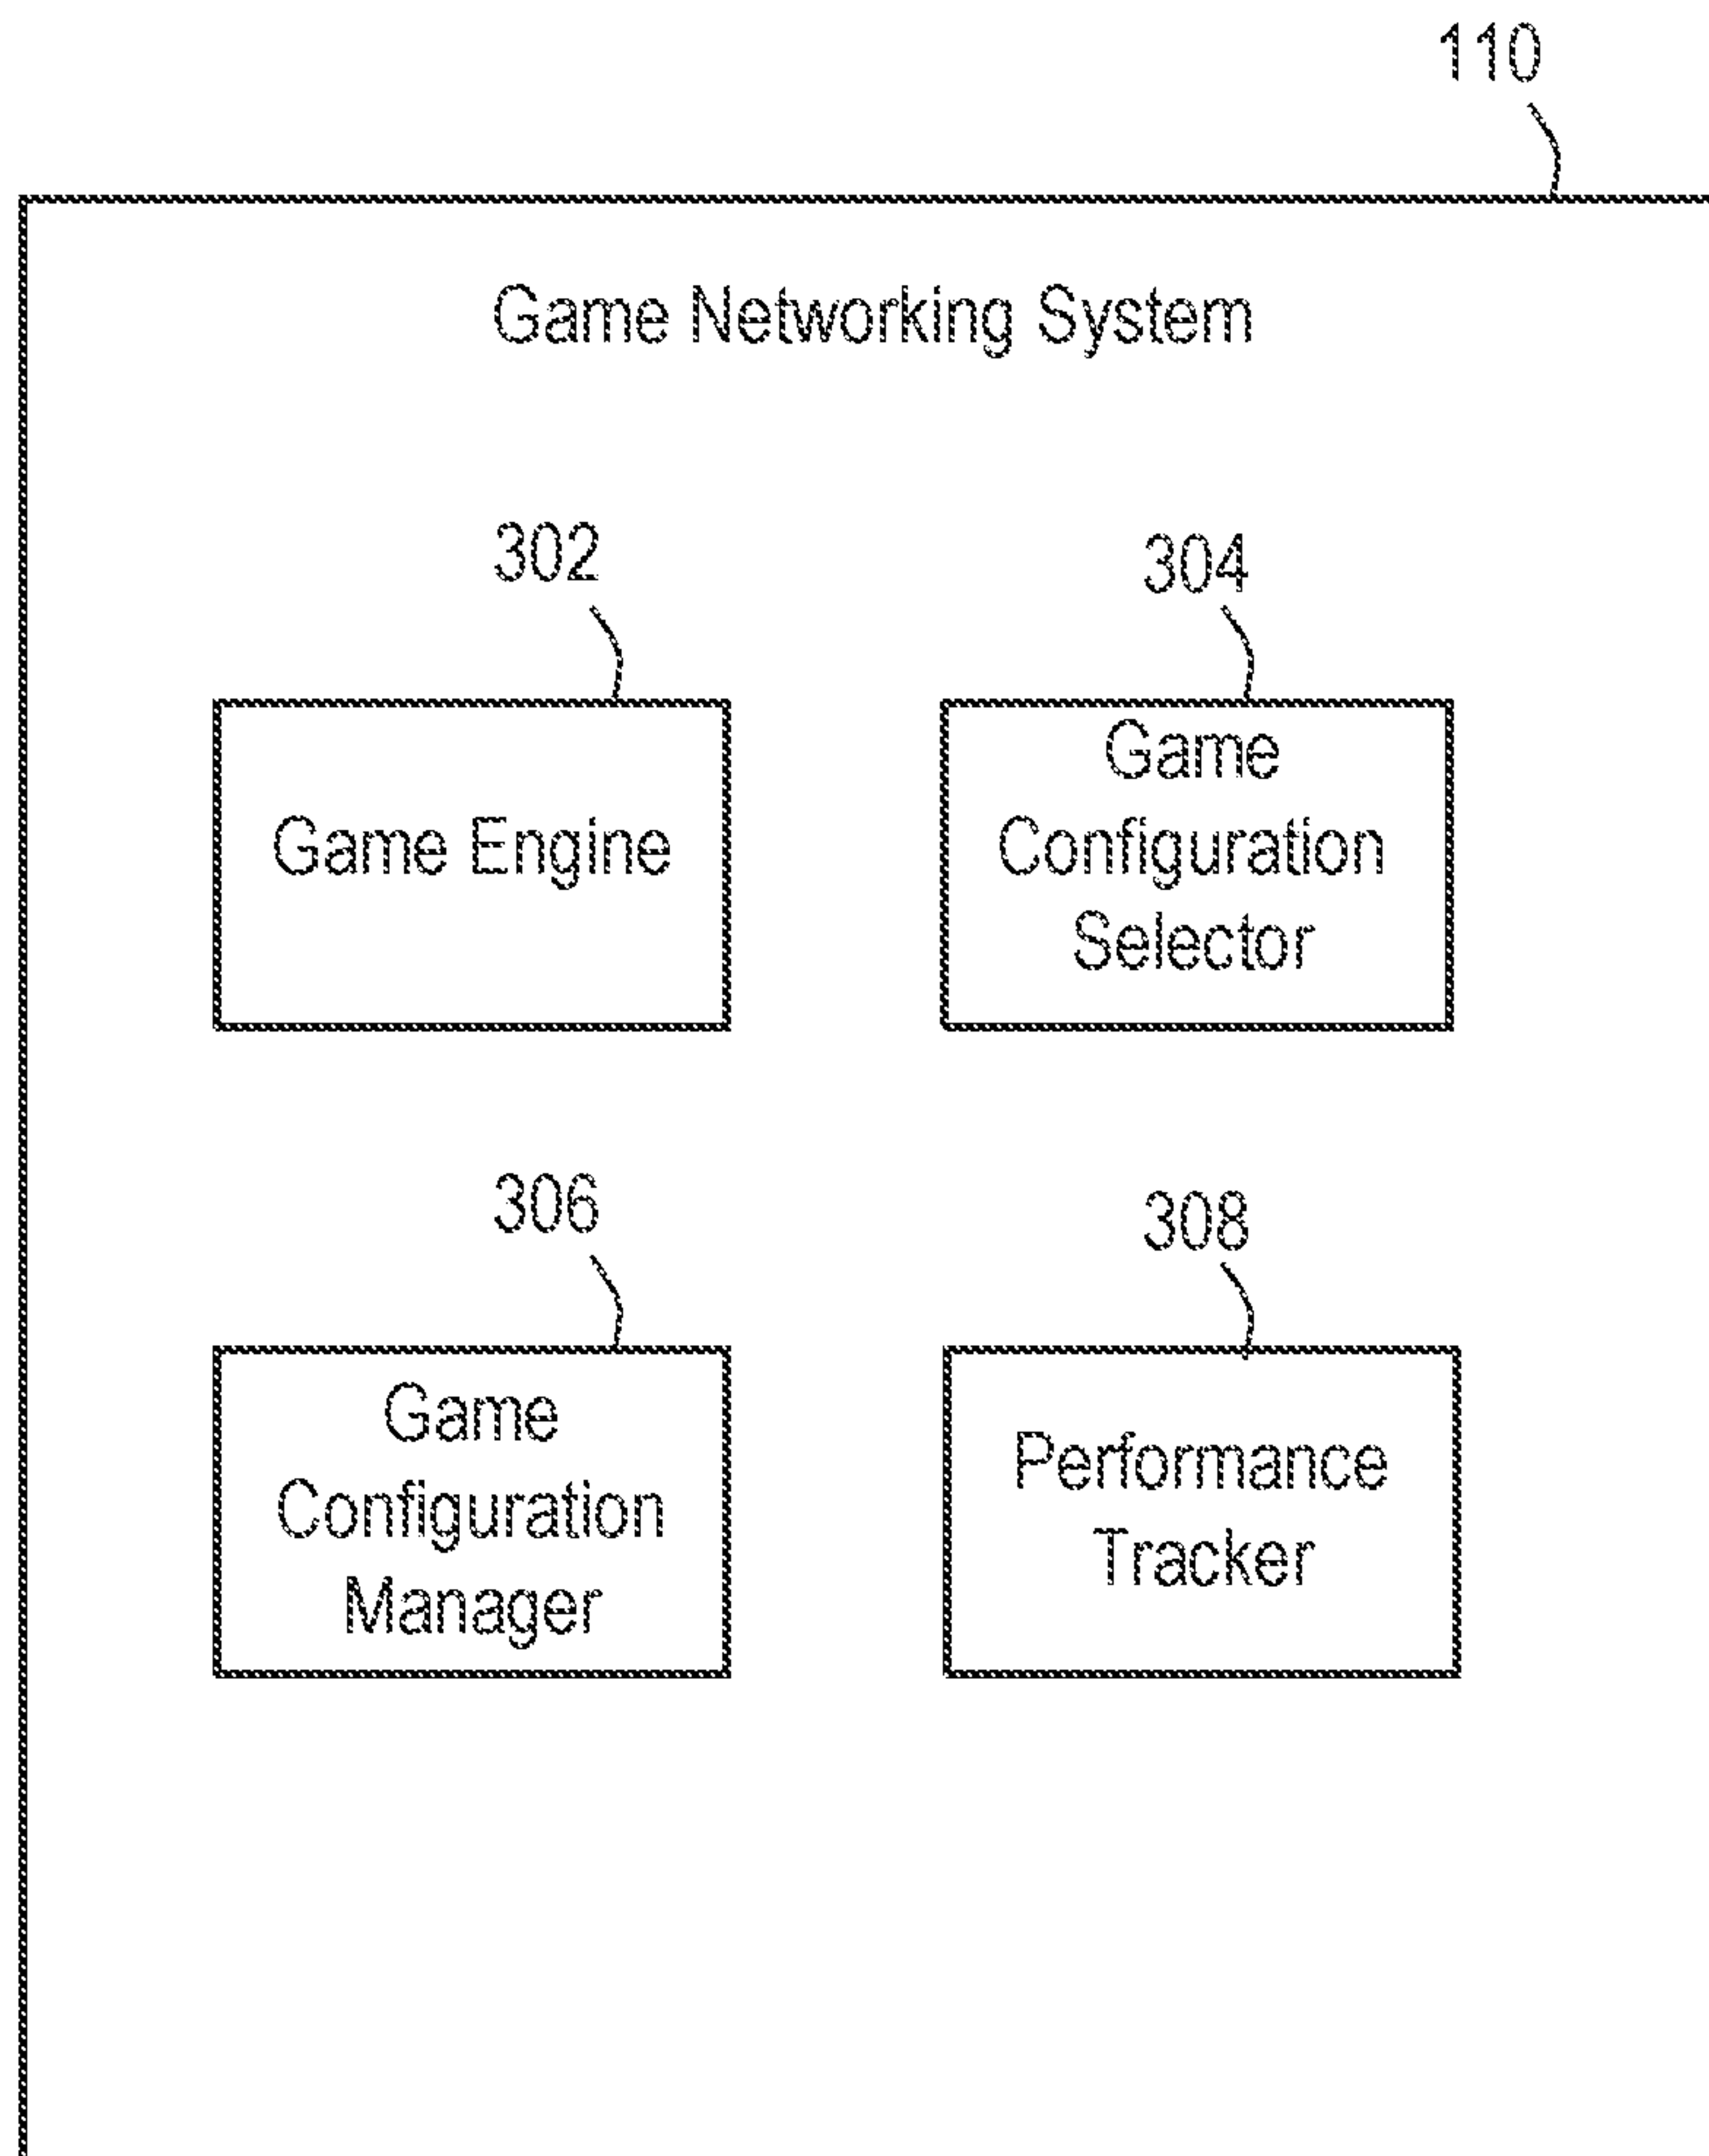 110
Game Networking System
302
304
Game Engine
Game
Configuration
Selector
306
308
Game
Configuration
Manager
Performance
Tracker